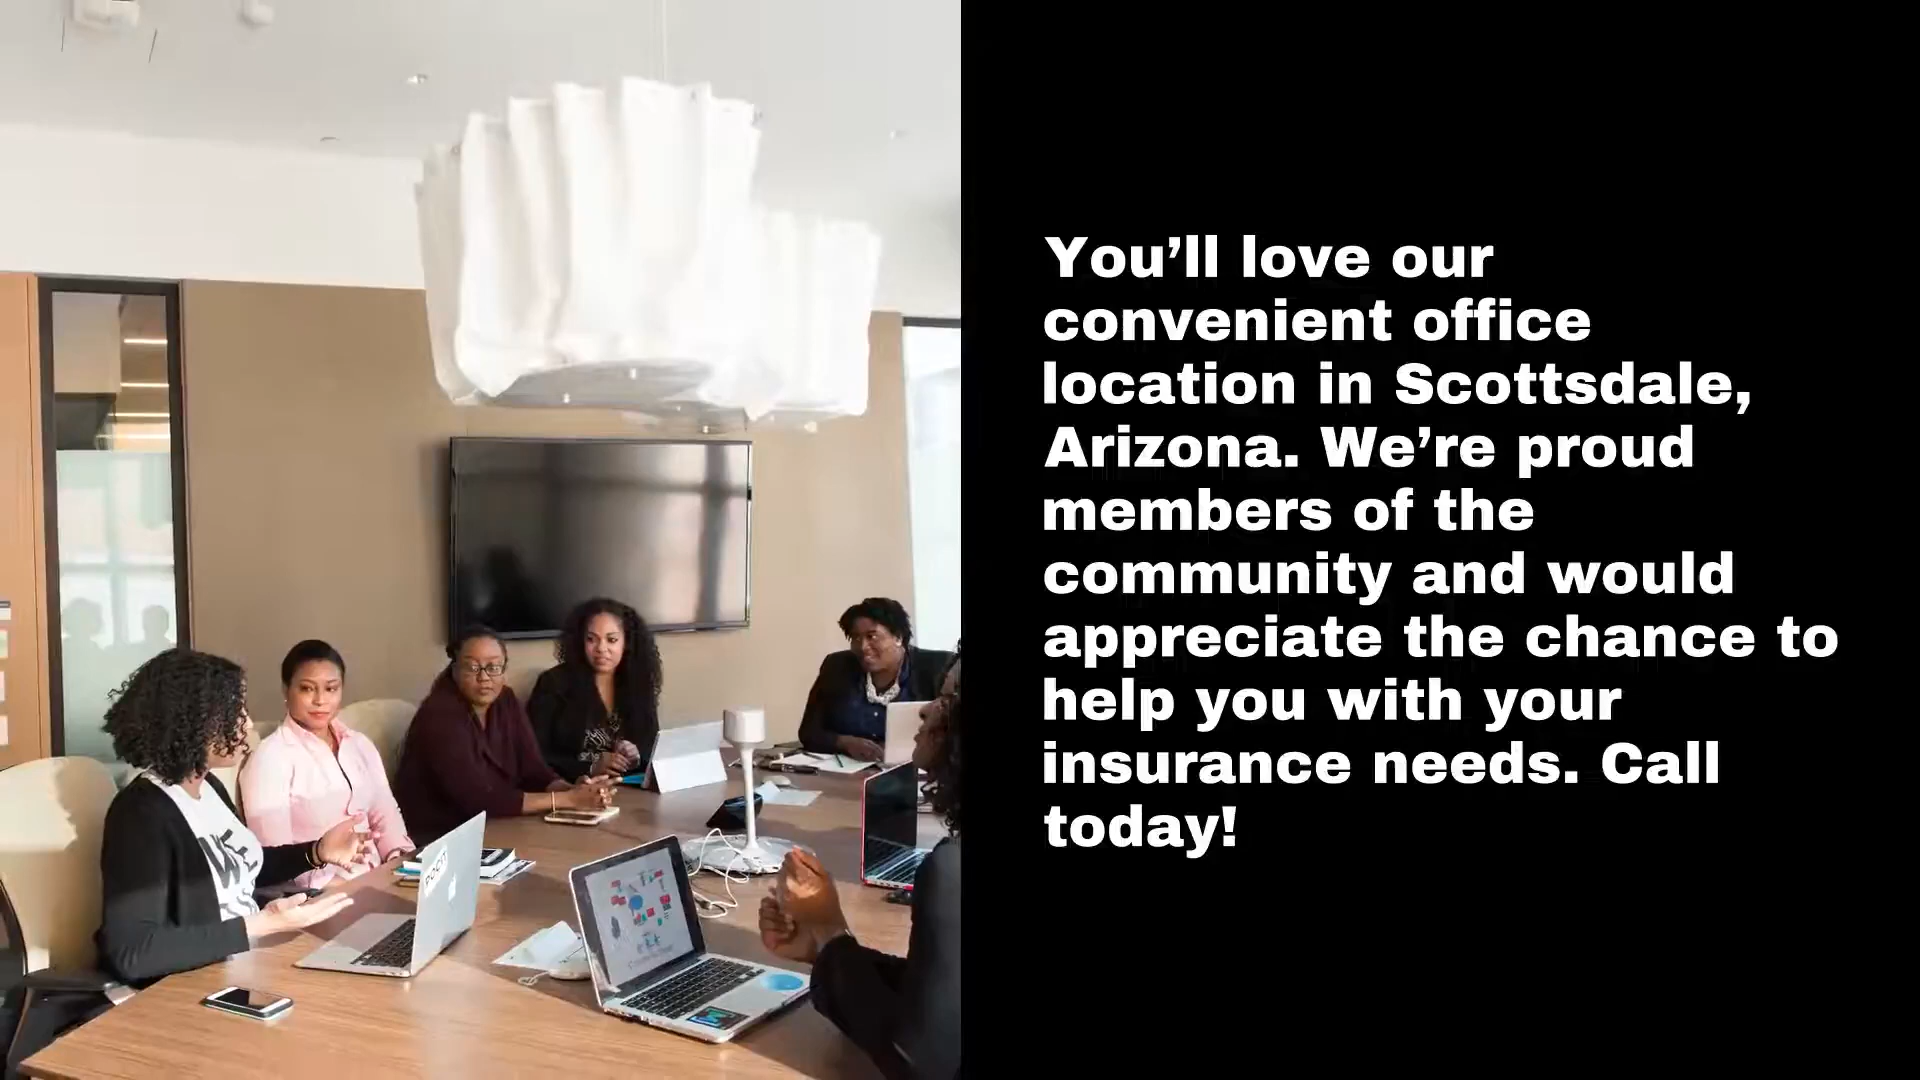 You’ll love our
convenient office
location in Scottsdale,
Arizona. We’re proud
members of the
community and would
appreciate the chance to
help you with your
insurance needs. Call
today!